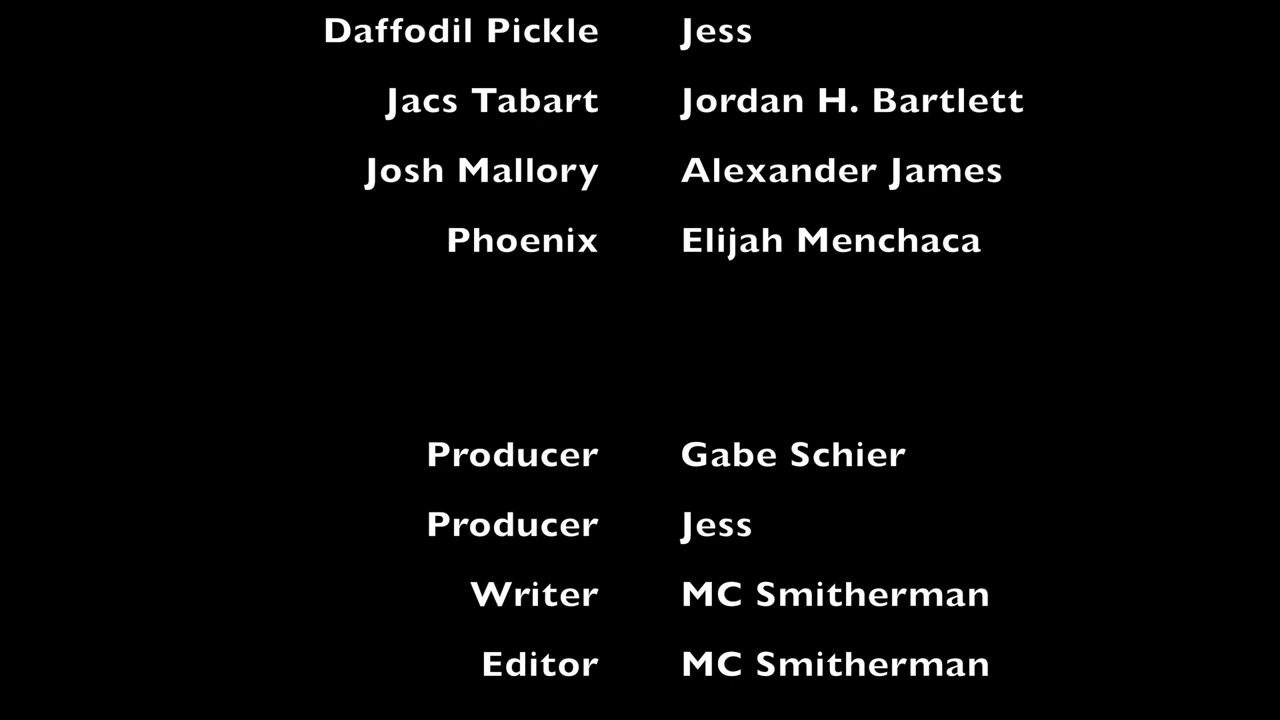 Daffodil Pickle Jess
Jacs Tabart Jordan H. Bartlett
Josh Mallory Alexander James
Phoenix Elijah Menchaca
Producer Gabe Schier
Producer Jess
Writer MC Smitherman
Editor MC Smitherman